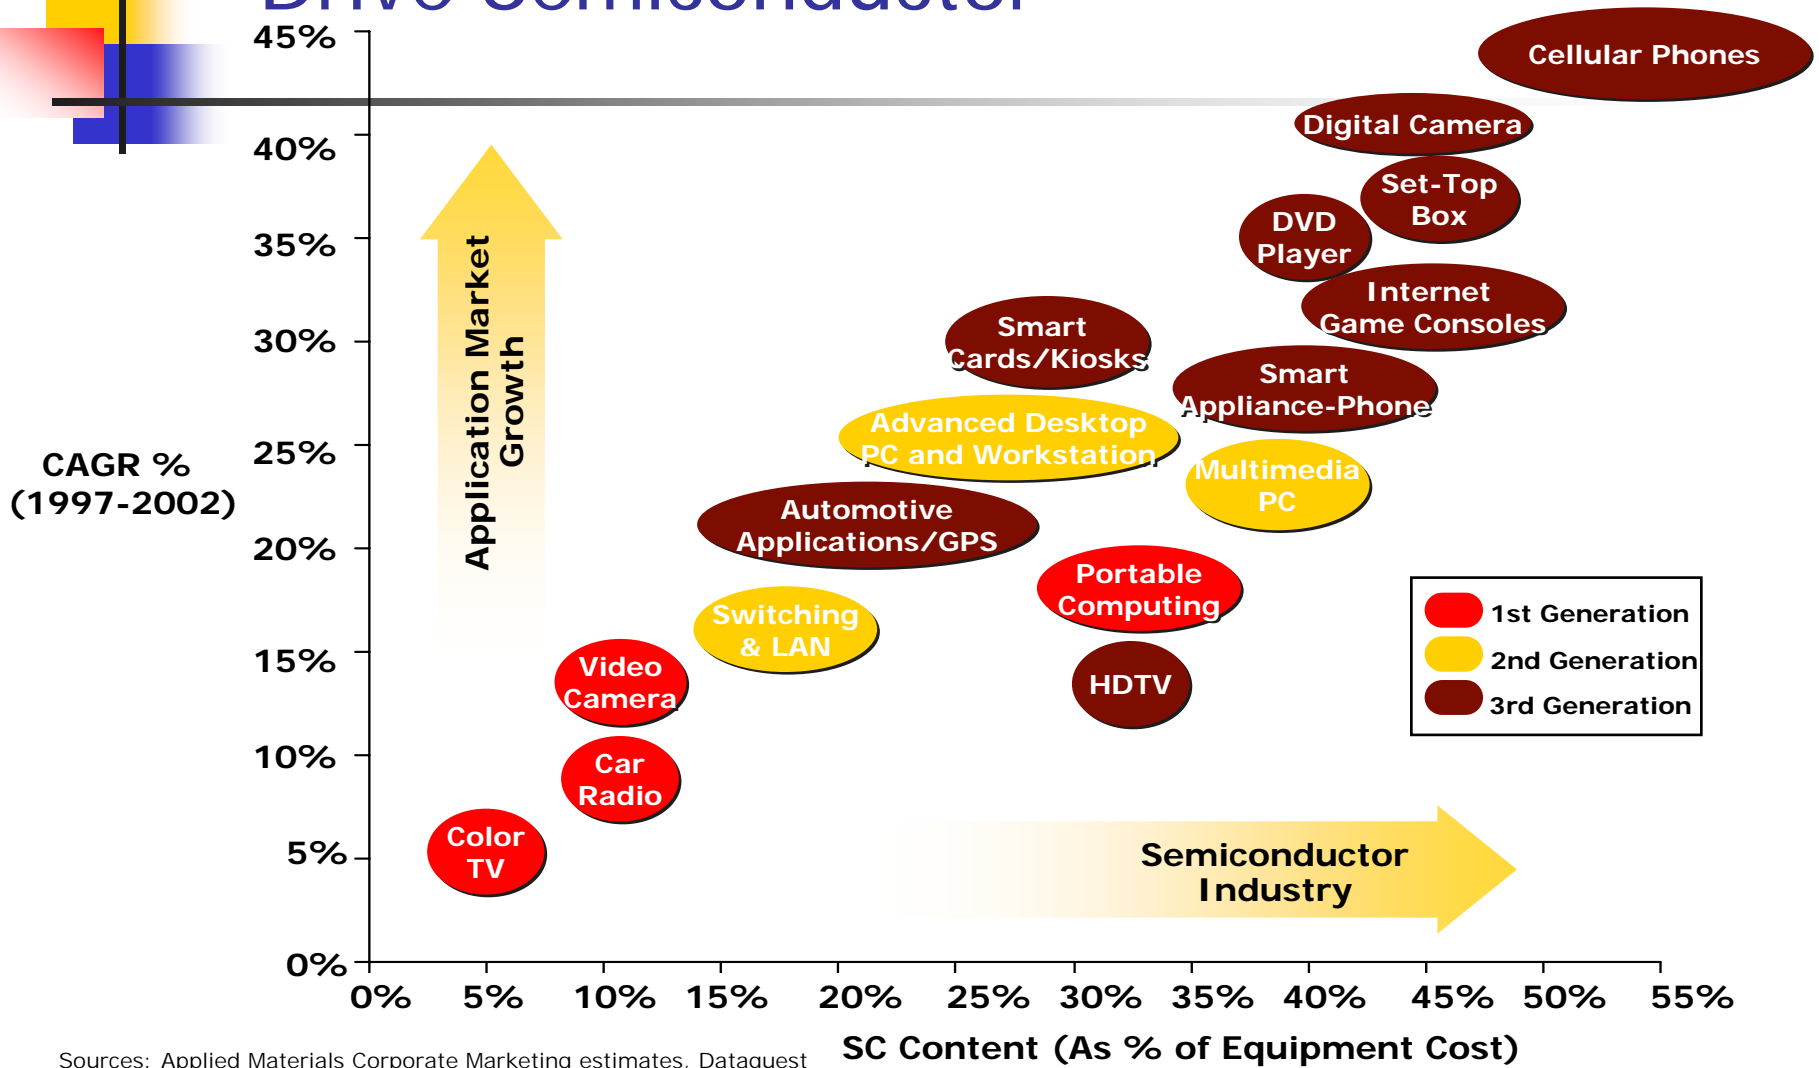 Drive Semiconductor
45%
40%
35%
30%
25%
20%
15%
10%
5%
0%
CAGR %
(1997-2002)
Application Market
Growth
Cellular Phones
Digital Camera
Set-Top
Box
DVD
Player
Internet
Game Consoles
Smart
Cards/Kiosks
Smart
Appliance-Phone
Advanced Desktop
PC and Workstation
Multimedia
PC
Automotive
Applications/GPS
Portable
Computing
Switching
& LAN
Video
Camera
HDTV
Car
Radio
Color
TV
1st Generation
2nd Generation
3rd Generation
Semiconductor
Industry
0% 5% 10% 15% 20% 25% 30% 35% 40% 45% 50% 55%
SC Content (As % of Equipment Cost)
Sources: Applied Materials Corporate Marketing estimates, Dataquest